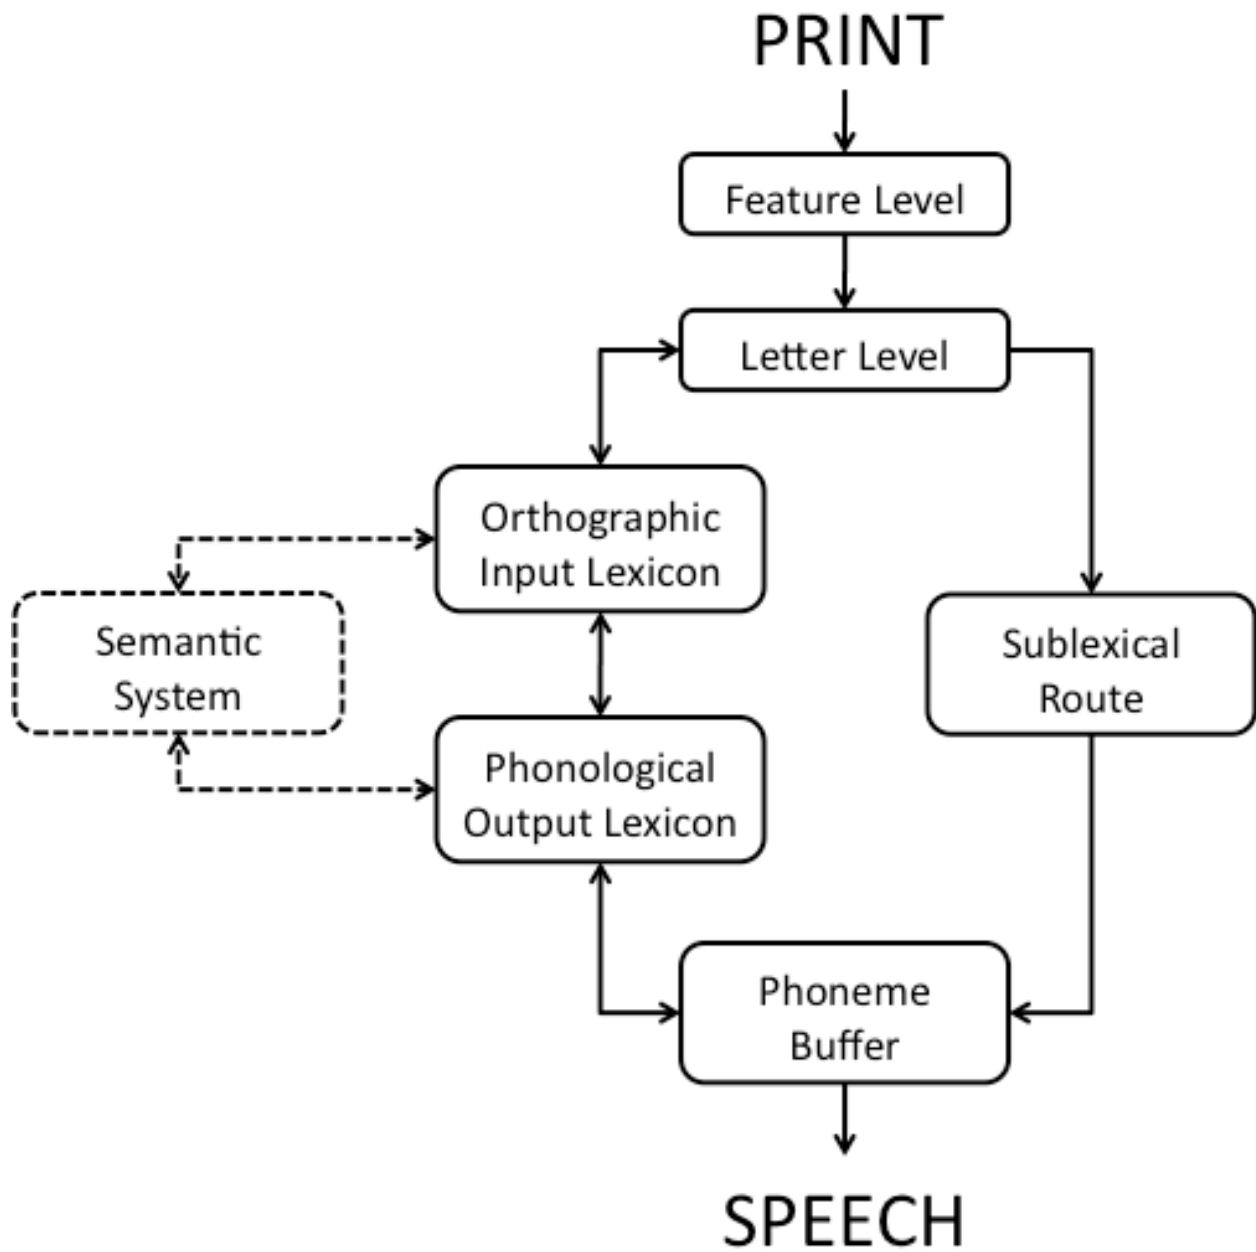 PRINT
Feature Level
Letter Level
Orthographic
Input Lexicon
Semantic
System
Sublexical
Route
Phonological
Output Lexicon
Phoneme
Buffer
SPEECH